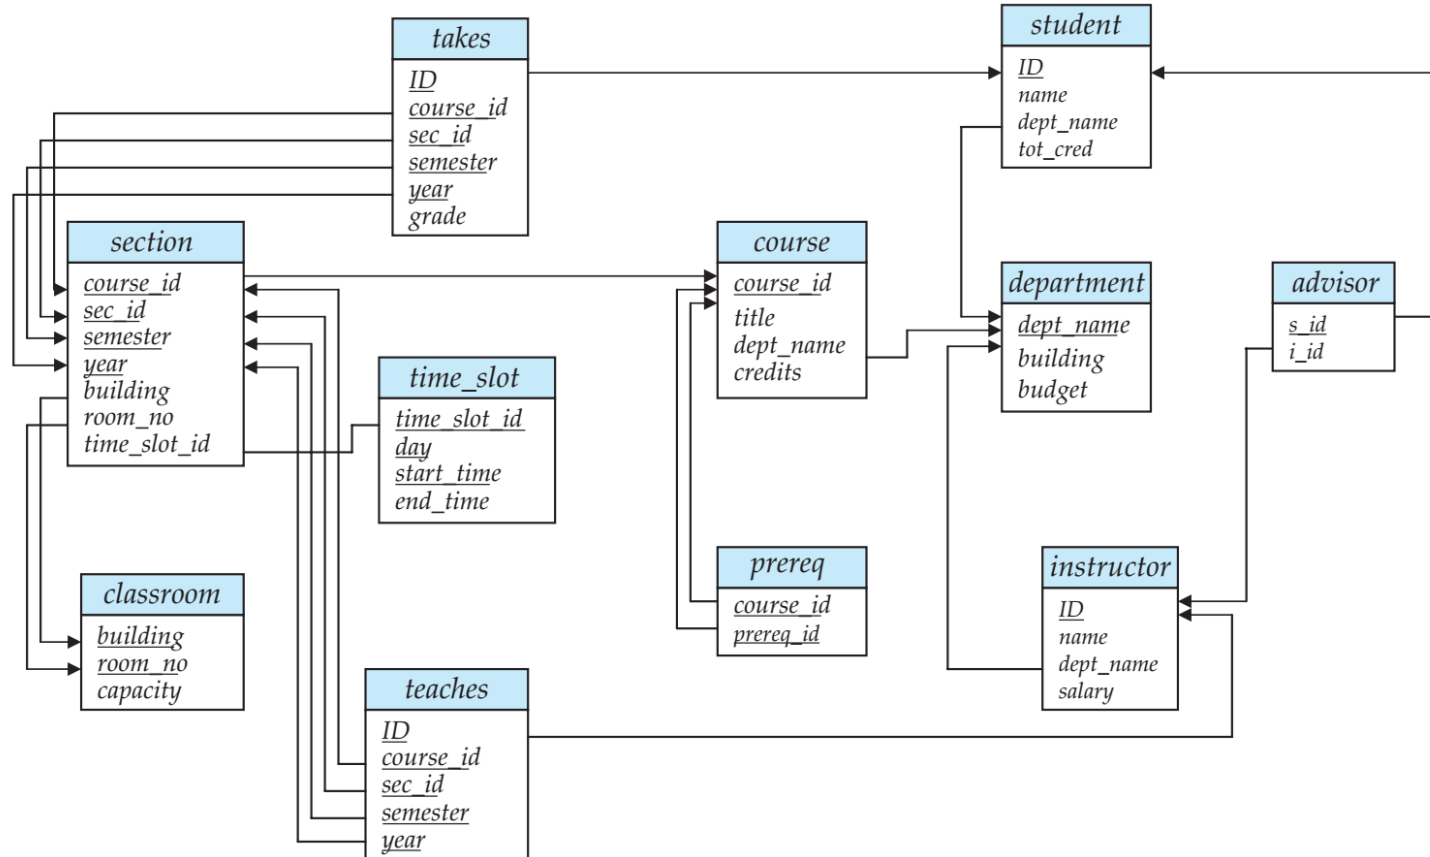 takes
ID
course_id
sec_id
semester
year
grade
student
ID
name
dept_name
tot_cred
section
course_id
sec_id
semester
year
building
room_no
time_slot_id
course
course_id
title
dept_name
credits
department
dept_name
building
budget
advisor
s_id
i_id
time_slot
time_slot_id
day
start_time
end_time
prereq
course_id
prereq_id
instructor
ID
name
dept_name
salary
classroom
building
room_no
capacity
teaches
ID
course_id
sec_id
semester
year